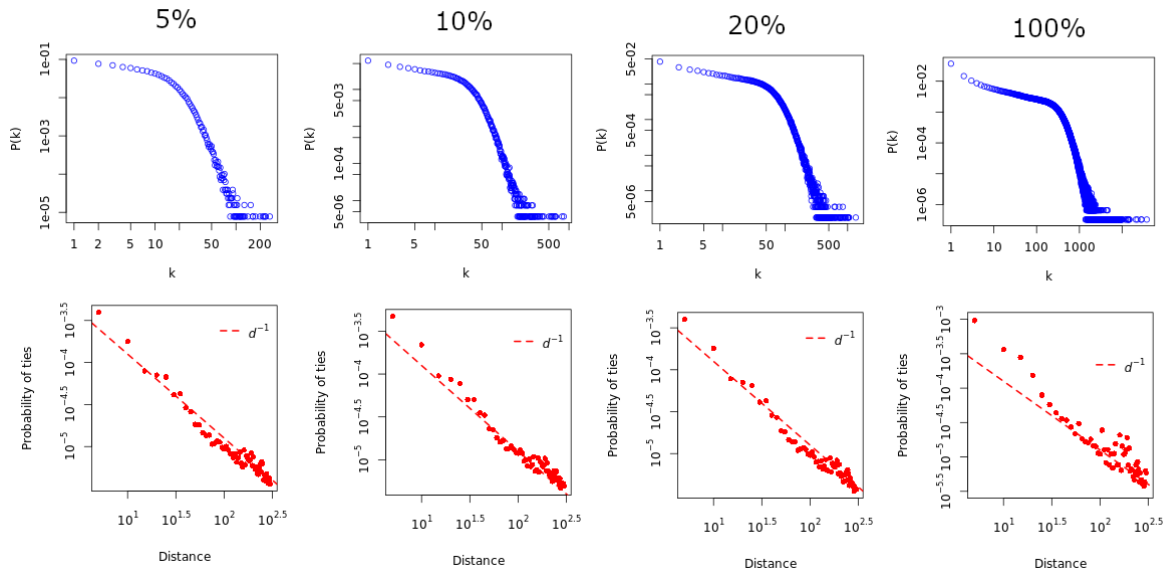 5% 10% 20% 100%
1e-01
1e-03
1e-05
P(k)
1 2 5 10 50 200
k
5e-03
1e-04
5e-06
P(k)
1 5 50 500
k
5e-02
5e-04
5e-06
P(k)
1 5 50 500
k
1e-02
1e-04
1e-06
P(k)
1 10 100 1000
k
10^-3.5
10^-4
10^-4.5
10^-5
Probability of ties
d^-1
10^1 10^1.5 10^2 10^2.5
Distance
10^-3.5
10^-4
10^-4.5
10^-5
Probability of ties
d^-1
10^1 10^1.5 10^2 10^2.5
Distance
10^-3.5
10^-4
10^-4.5
10^-5
Probability of ties
d^-1
10^1 10^1.5 10^2 10^2.5
Distance
10^-3
10^-3.5
10^-4
10^-4.5
10^-5
10^-5.5
Probability of ties
d^-1
10^1 10^1.5 10^2 10^2.5
Distance